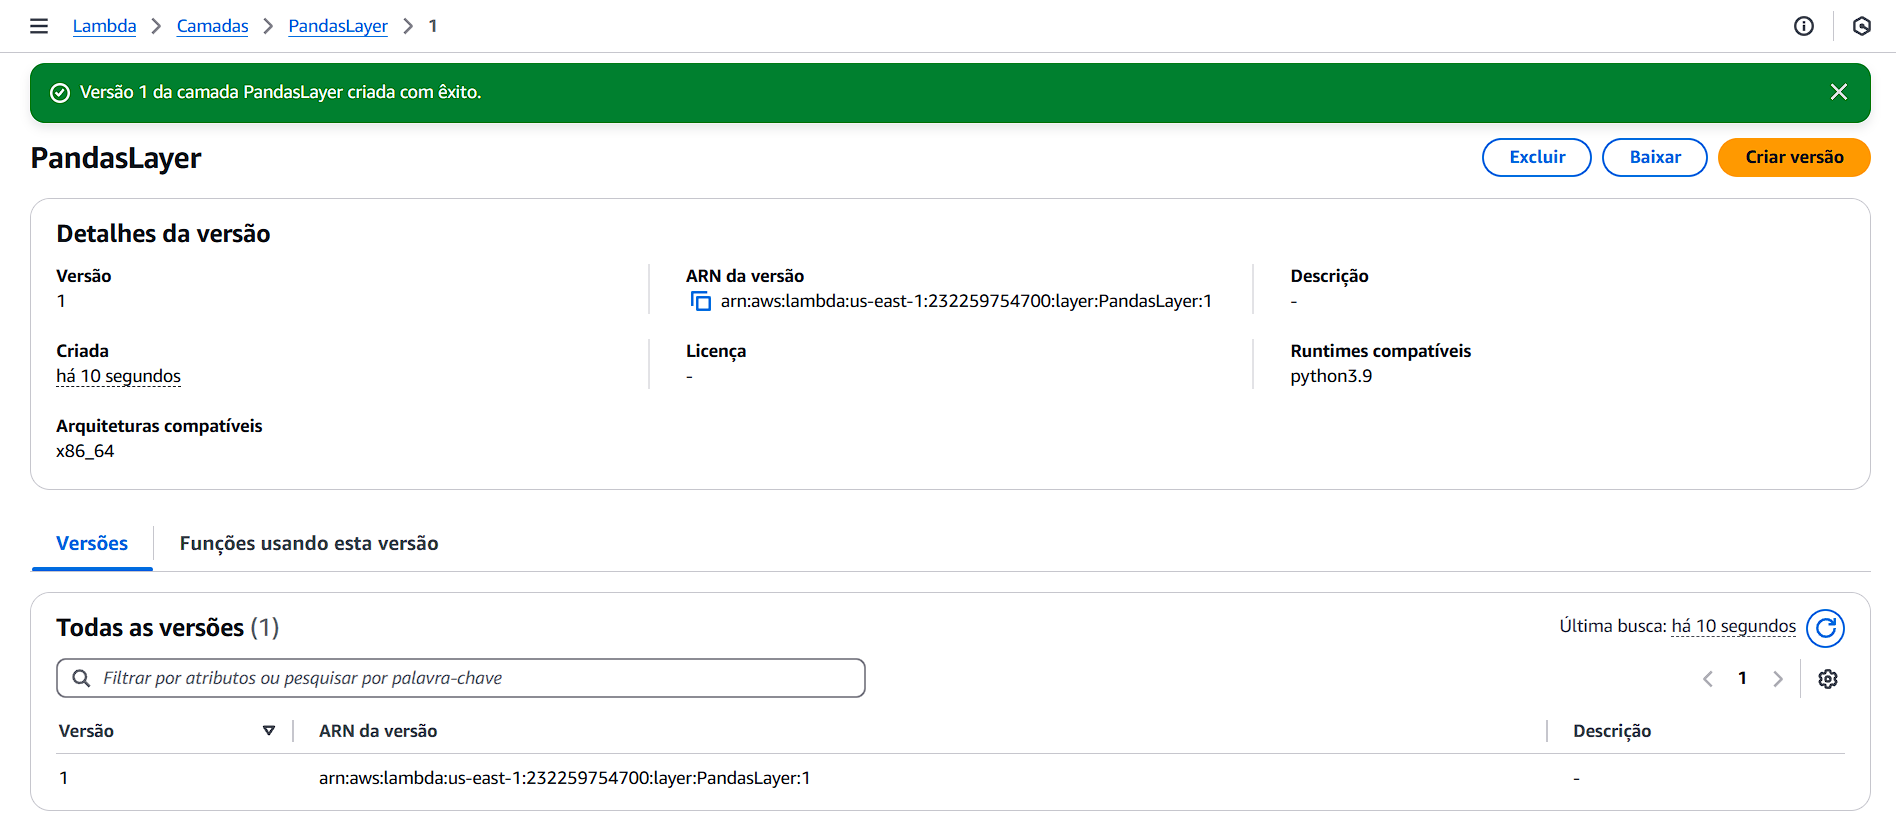 Lambda > Camadas > PandasLayer > 1
Versão 1 da camada PandasLayer criada com êxito.
PandasLayer
Excluir
Baixar
Criar versão
Detalhes da versão
Versão
1
ARN da versão
arn:aws:lambda:us-east-1:232259754700:layer:PandasLayer:1
Descrição
-
Criada
há 10 segundos
Licença
-
Runtimes compatíveis
python3.9
Arquiteturas compatíveis
x86_64
Versões
Funções usando esta versão
Todas as versões (1)
Última busca: há 10 segundos
Filtrar por atributos ou pesquisar por palavra-chave
1
Versão ARN da versão Descrição
1 arn:aws:lambda:us-east-1:232259754700:layer:PandasLayer:1 -